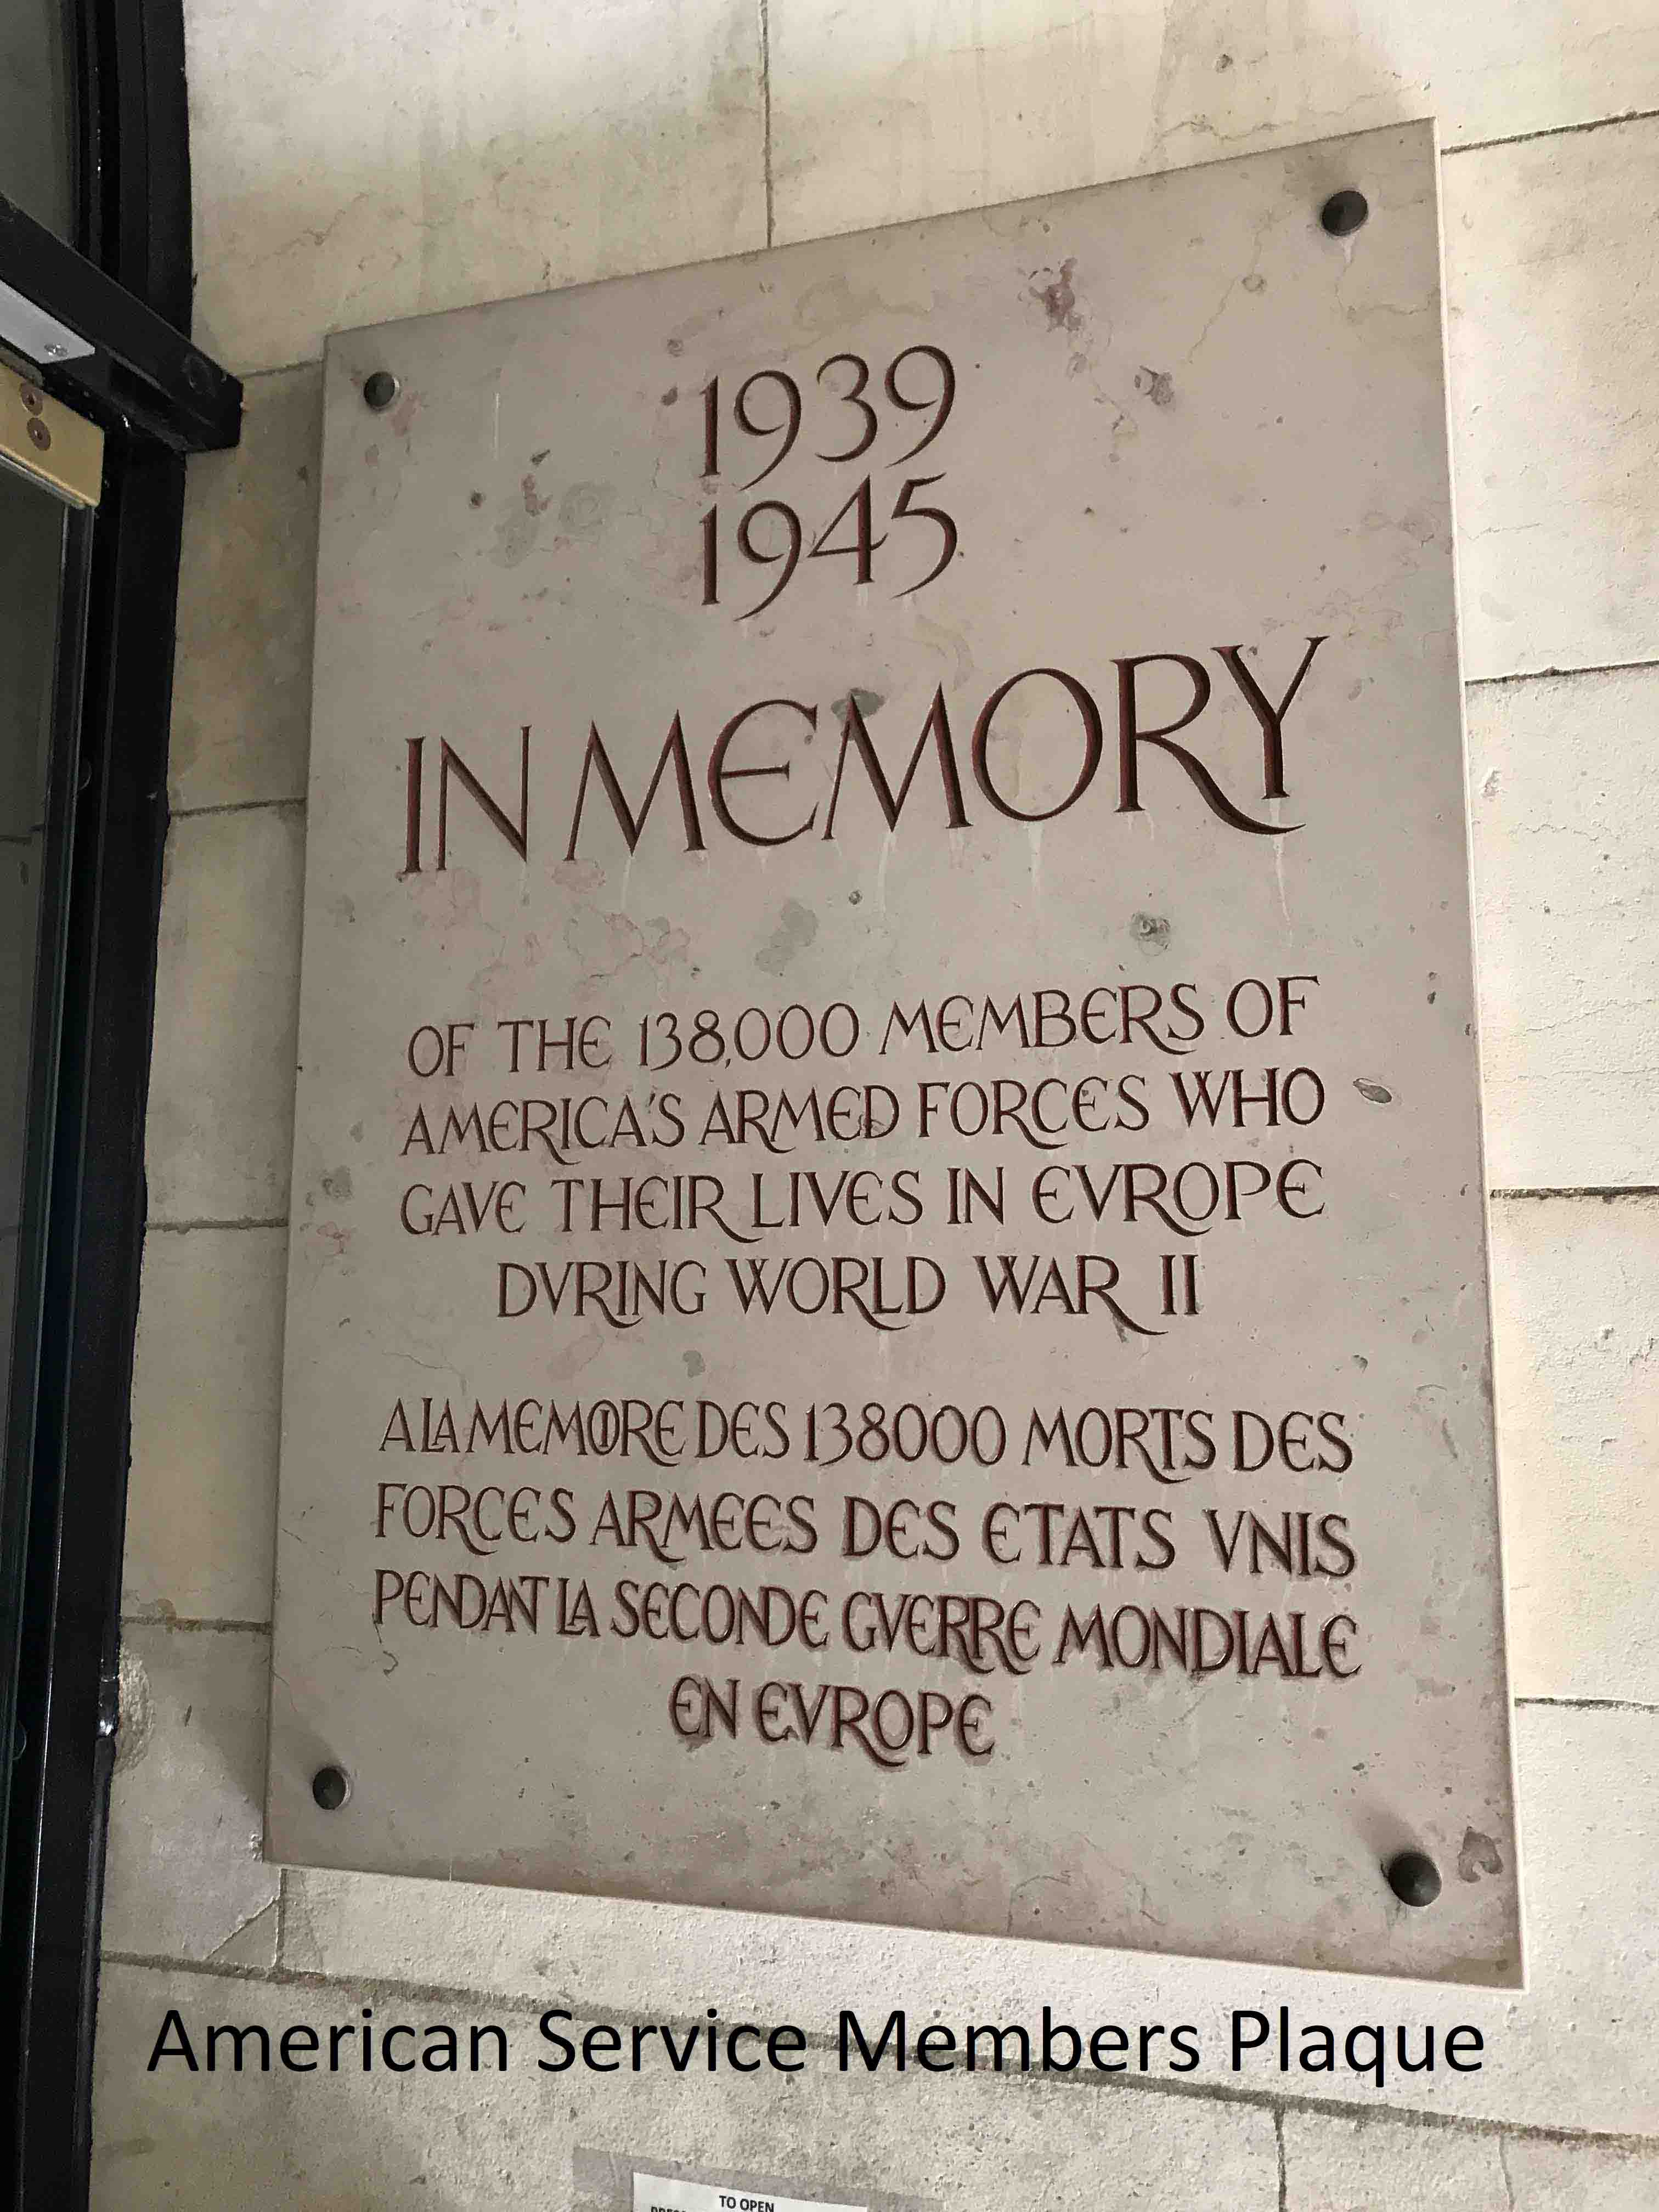 1939
1945
IN MEMORY
OF THE 138,000 MEMBERS OF
AMERICA'S ARMED FORCES WHO
GAVE THEIR LIVES IN EVROPE
DVRING WORLD WAR II
A LA MEMOIRE DES 138000 MORTS DES
FORCES ARMEES DES ETATS VNIS
PENDANT LA SECONDE GVERRE MONDIALE
EN EVROPE
American Service Members Plaque
TO OPEN